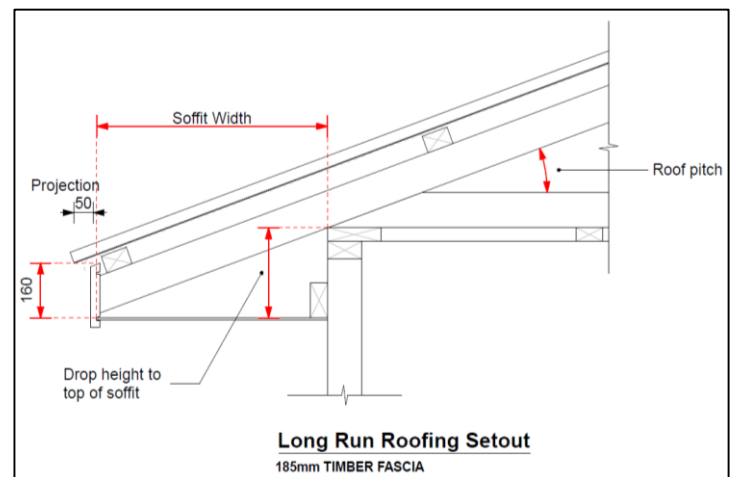 Soffit Width
Projection
50
Roof pitch
160
Drop height to
top of soffit
Long Run Roofing Setout
185mm TIMBER FASCIA